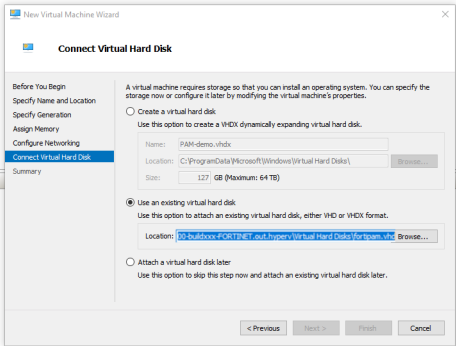 New Virtual Machine Wizard
Connect Virtual Hard Disk
Before You Begin
Specify Name and Location
Specify Generation
Assign Memory
Configure Networking
Connect Virtual Hard Disk
Summary
A virtual machine requires storage so that you can install an operating system. You can specify the
storage now or configure it later by modifying the virtual machine's properties.
Create a virtual hard disk
Use this option to create a VHDX dynamically expanding virtual hard disk.
Name: PAM-demo.vhdx
Location: C:\ProgramData\Microsoft\Windows\Virtual Hard Disks\ Browse...
Size: 127 GB (Maximum: 64 TB)
Use an existing virtual hard disk
Use this option to attach an existing virtual hard disk, either VHD or VHDX format.
Location: 10-buildxxx-FORTINET.out.hyperv\Virtual Hard Disks\fortipam.vhd Browse...
Attach a virtual hard disk later
Use this option to skip this step now and attach an existing virtual hard disk later.
< Previous Next > Finish Cancel